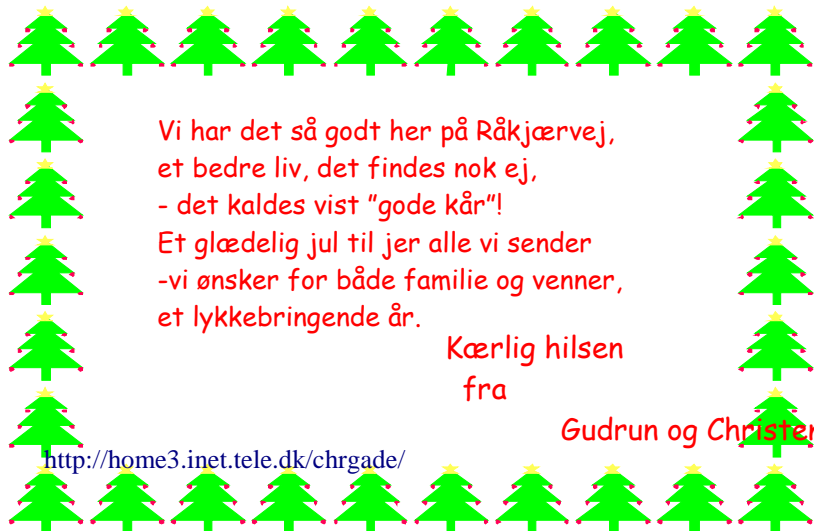 Vi har det så godt her på Råkjærvej,
et bedre liv, det findes nok ej,
- det kaldes vist ”gode kår”!
Et glædelig jul til jer alle vi sender
-vi ønsker for både familie og venner,
et lykkebringende år.
Kærlig hilsen
fra
Gudrun og Christen
http://home3.inet.tele.dk/chrgade/